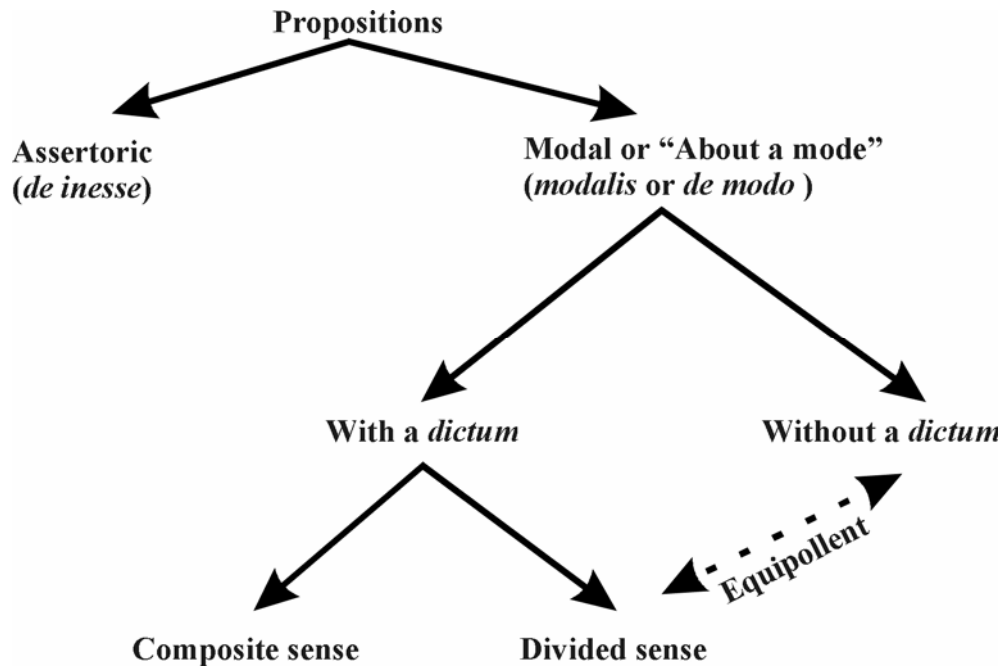 Propositions
Assertoric
(de inesse)
Modal or “About a mode”
(modalis or de modo )
With a dictum
Without a dictum
Equipollent
Composite sense
Divided sense